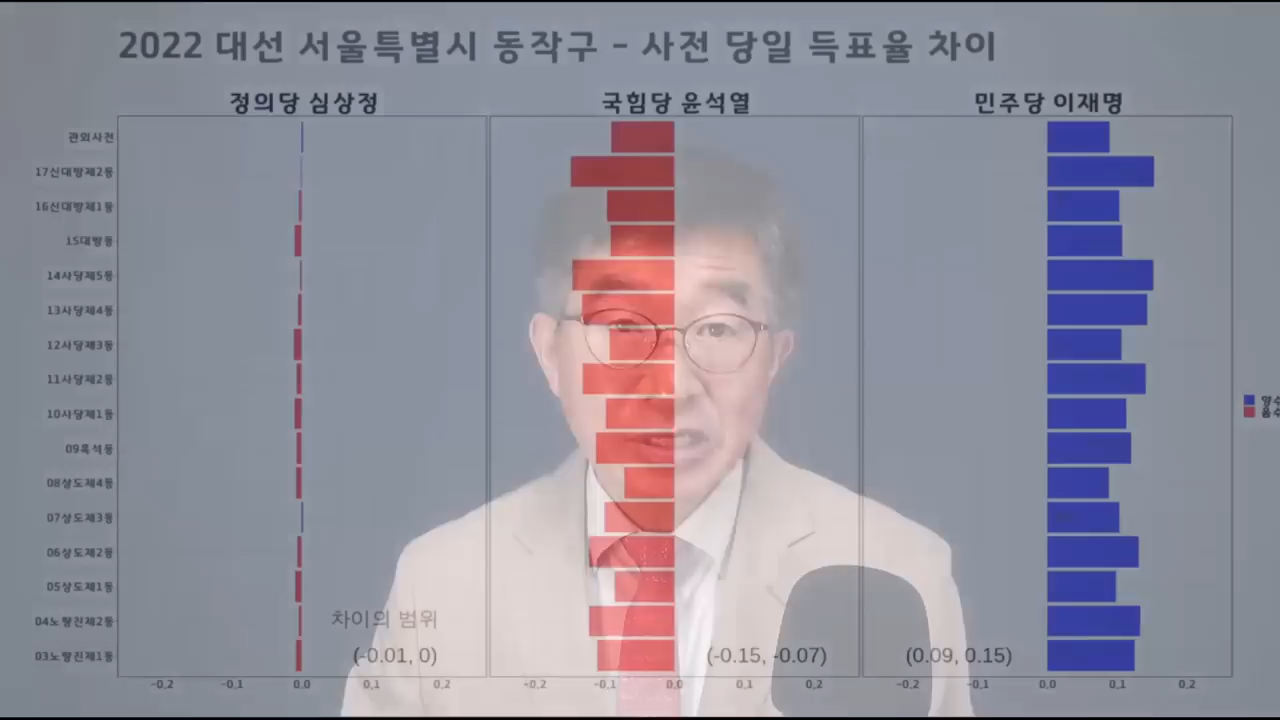 2022 대선 서울특별시 동작구 - 사전 당일 득표율 차이
정의당 심상정
국힘당 윤석열
민주당 이재명
관외사전
17신대방제2동
16신대방제1동
15대방동
14사당제5동
13사당제4동
12사당제3동
11사당제2동
10사당제1동
09흑석동
08상도제4동
07상도제3동
06상도제2동
05상도제1동
04노량진제2동
03노량진제1동
차이의 범위
(-0.01, 0)
(-0.15, -0.07)
(0.09, 0.15)
-0.2 -0.1 0.0 0.1 0.2
-0.2 -0.1 0.0 0.1 0.2
-0.2 -0.1 0.0 0.1 0.2
양수
음수